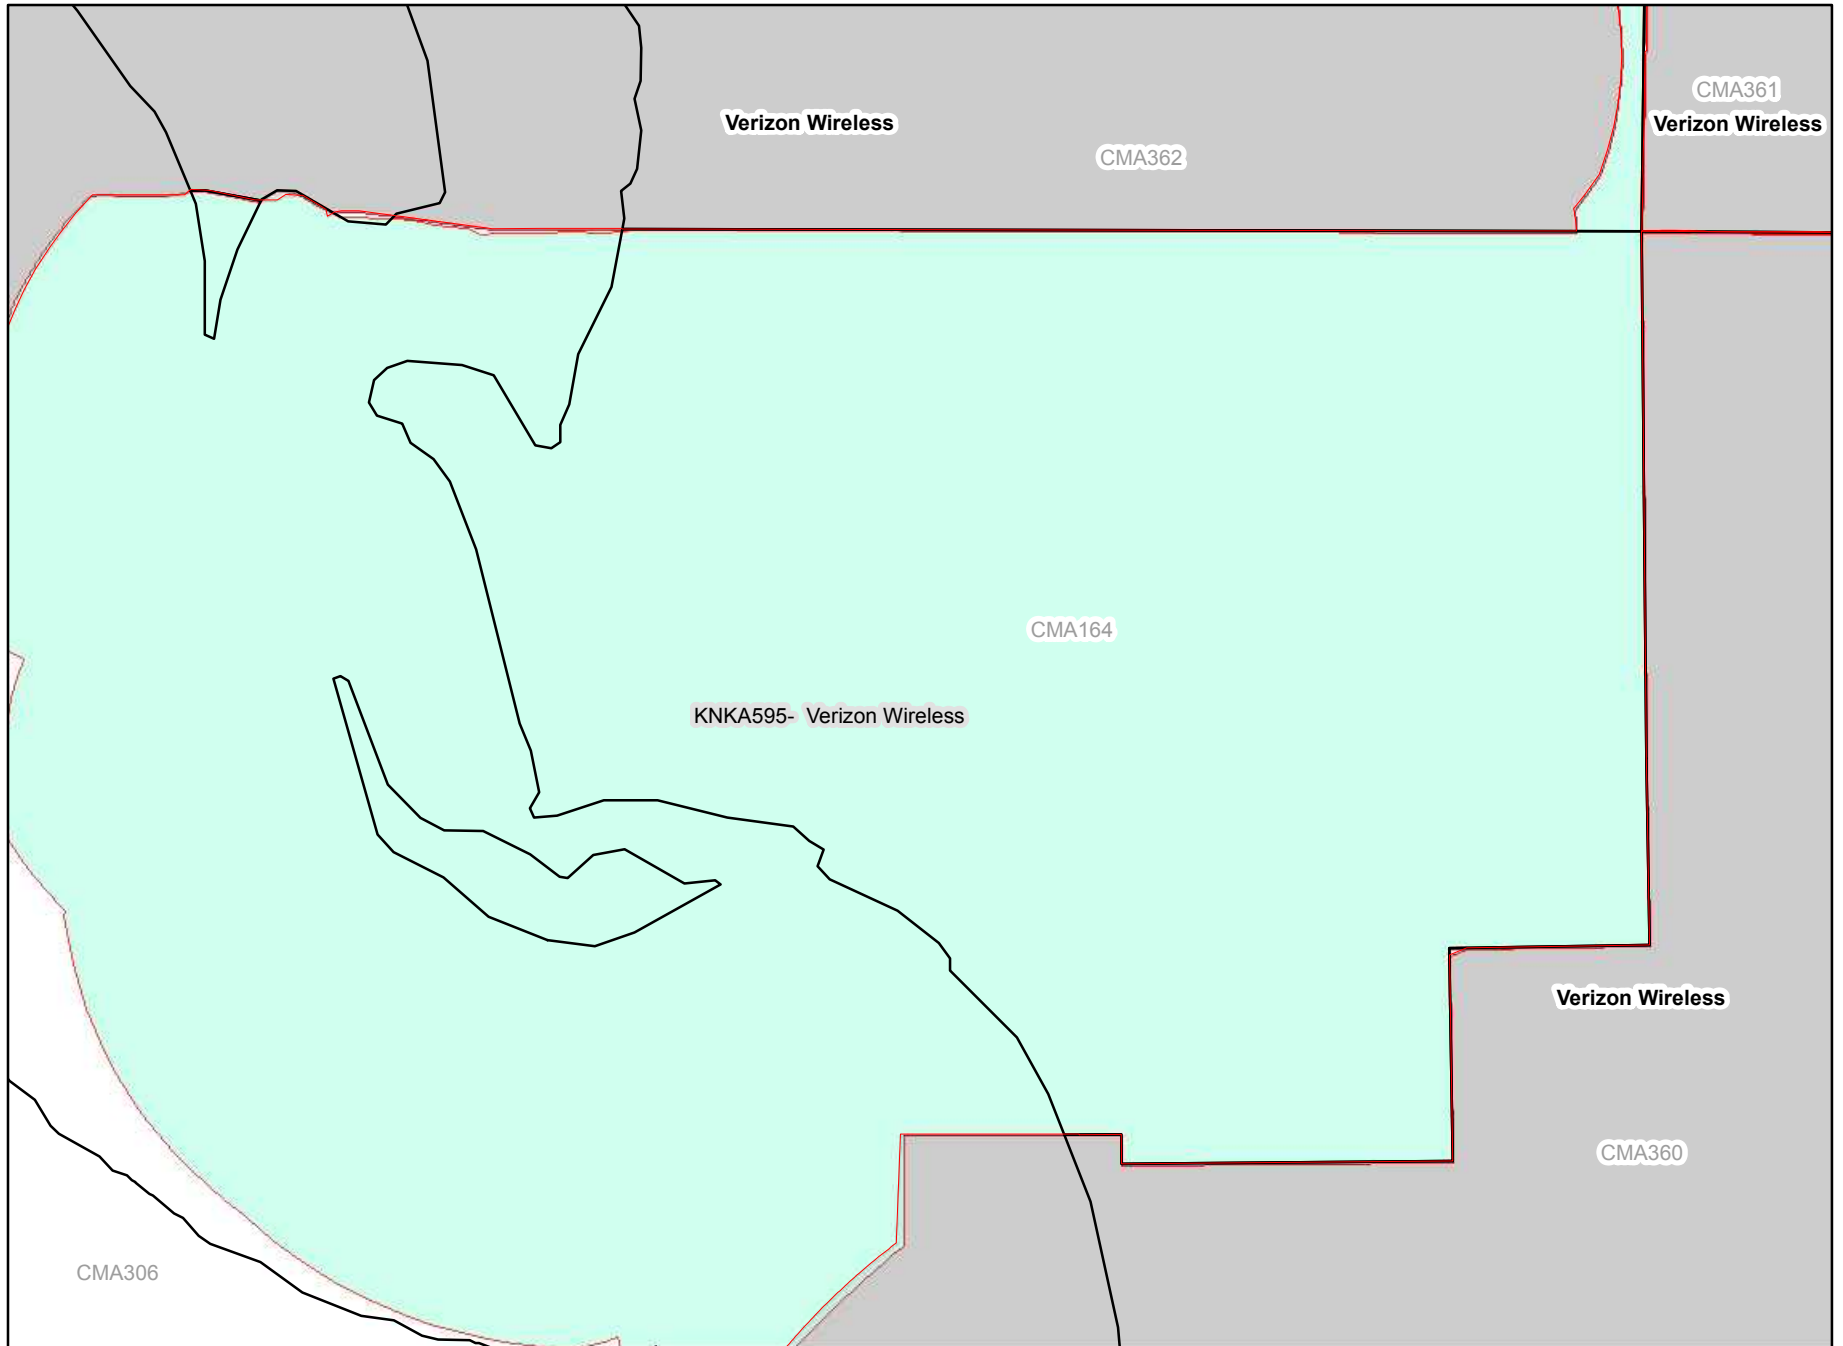 CMA361
Verizon Wireless
Verizon Wireless
CMA362
CMA164
KNKA595-  Verizon Wireless
Verizon Wireless
CMA360
CMA306